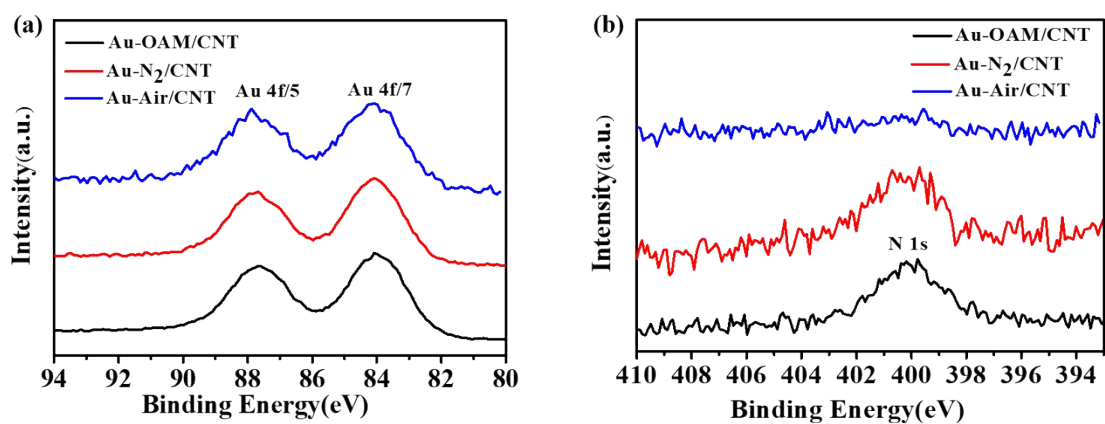 (a)
Au-OAM/CNT
Au-N₂/CNT
Au-Air/CNT
Au 4f/5
Au 4f/7
Intensity(a.u.)
94 92 90 88 86 84 82 80
Binding Energy(eV)
(b)
Au-OAM/CNT
Au-N₂/CNT
Au-Air/CNT
N 1s
Intensity(a.u.)
410 408 406 404 402 400 398 396 394
Binding Energy(eV)